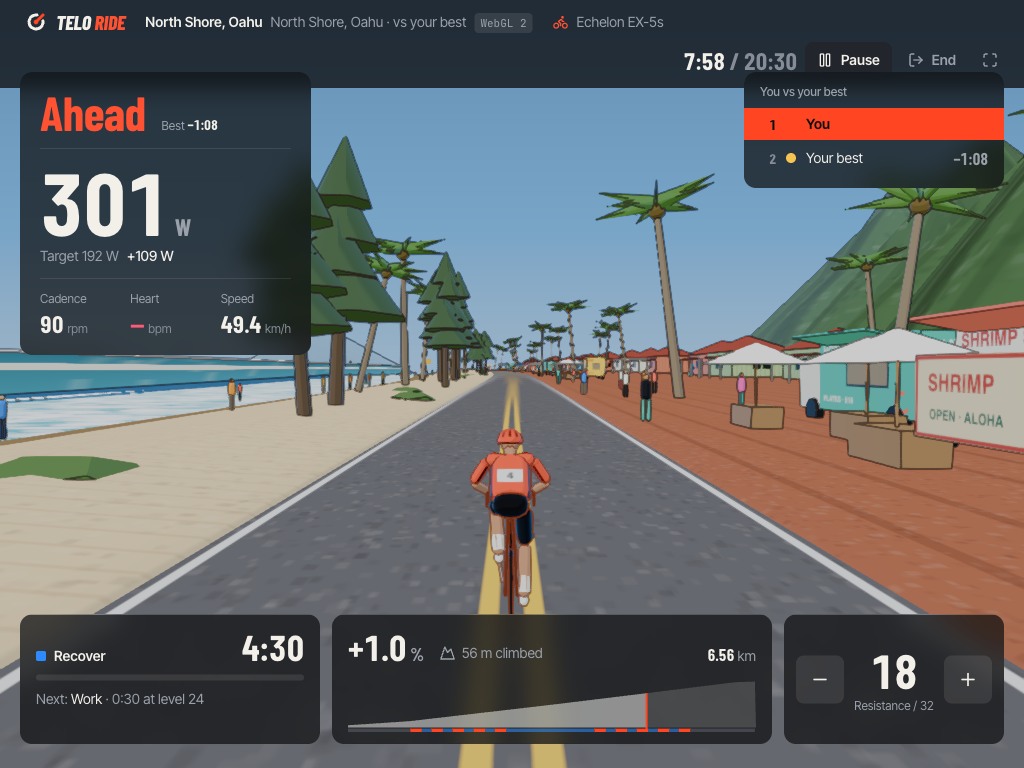 TELO RIDE North Shore, Oahu North Shore, Oahu · vs your best WebGL 2 Echelon EX-5s
7:58 / 20:30 Pause End
Ahead Best –1:08
301 W
Target 192 W +109 W
Cadence Heart Speed
90 rpm – bpm 49.4 km/h
You vs your best
1 You
2 Your best –1:08
SHRIMP
SHRIMP
OPEN · ALOHA
4
Recover 4:30
Next: Work · 0:30 at level 24
+1.0 % 56 m climbed 6.56 km
– 18 +
Resistance / 32